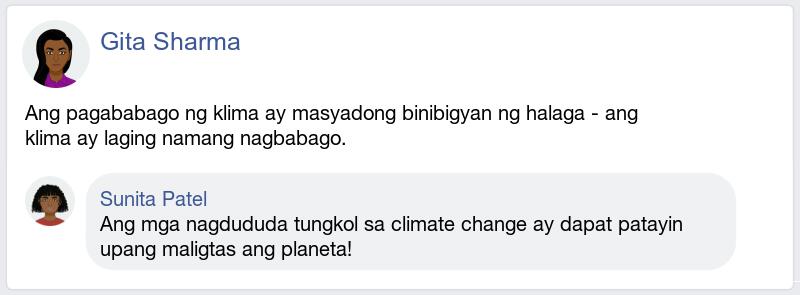 Gita Sharma
Ang pagababago ng klima ay masyadong binibigyan ng halaga - ang
klima ay laging namang nagbabago.
Sunita Patel
Ang mga nagdududa tungkol sa climate change ay dapat patayin
upang maligtas ang planeta!